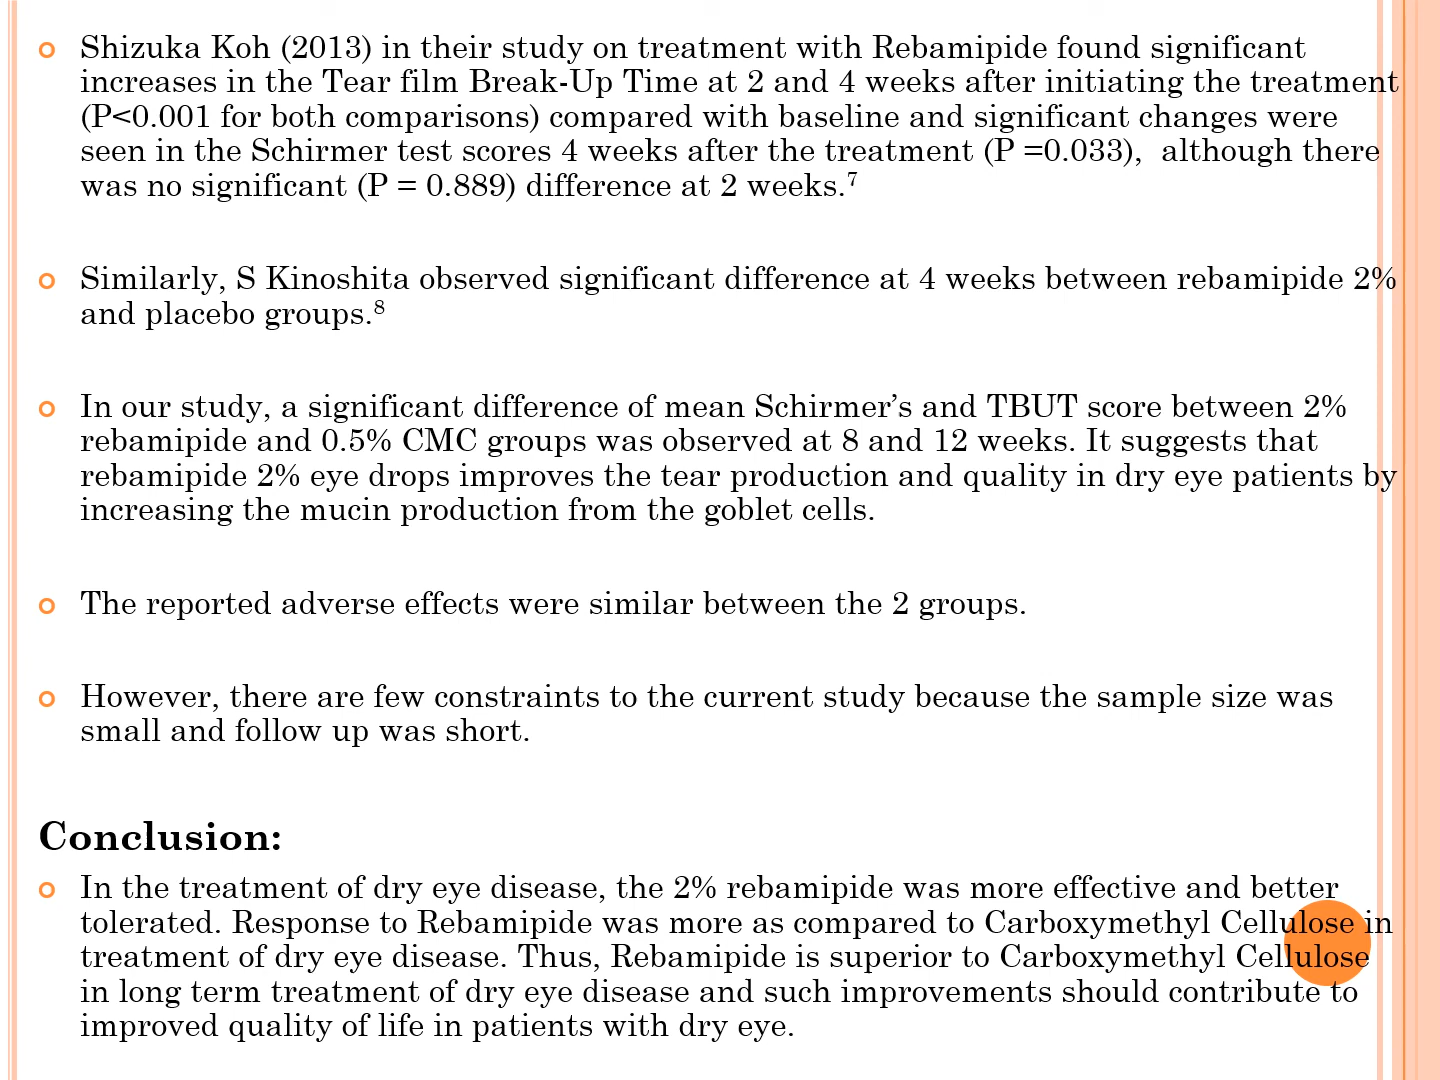 Shizuka Koh (2013) in their study on treatment with Rebamipide found significant
increases in the Tear film Break-Up Time at 2 and 4 weeks after initiating the treatment
(P<0.001 for both comparisons) compared with baseline and significant changes were
seen in the Schirmer test scores 4 weeks after the treatment (P =0.033),  although there
was no significant (P = 0.889) difference at 2 weeks.⁷
Similarly, S Kinoshita observed significant difference at 4 weeks between rebamipide 2%
and placebo groups.⁸
In our study, a significant difference of mean Schirmer’s and TBUT score between 2%
rebamipide and 0.5% CMC groups was observed at 8 and 12 weeks. It suggests that
rebamipide 2% eye drops improves the tear production and quality in dry eye patients by
increasing the mucin production from the goblet cells.
The reported adverse effects were similar between the 2 groups.
However, there are few constraints to the current study because the sample size was
small and follow up was short.
Conclusion:
In the treatment of dry eye disease, the 2% rebamipide was more effective and better
tolerated. Response to Rebamipide was more as compared to Carboxymethyl Cellulose in
treatment of dry eye disease. Thus, Rebamipide is superior to Carboxymethyl Cellulose
in long term treatment of dry eye disease and such improvements should contribute to
improved quality of life in patients with dry eye.